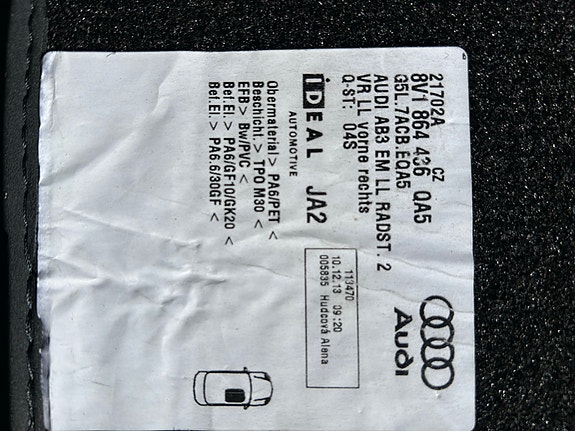 21702A CZ
8V1 864 436 QA5
G5L.7ACB.EQA5
AUDI AB3 EM LL RADST. 2
VR LL vorne rechts
Q-ST: 04S
Audi
iDEAL JA2
AUTOMOTIVE
113470
10.12.13 09:20
005835 Hudcová Alena
Obermaterial> PA6/PET <
Beschicht.> TPO M30 <
EFB> Bw/PVC <
Bef.El.> PA6/GF10/GK20 <
Bef.El.> PA6.6/30GF <